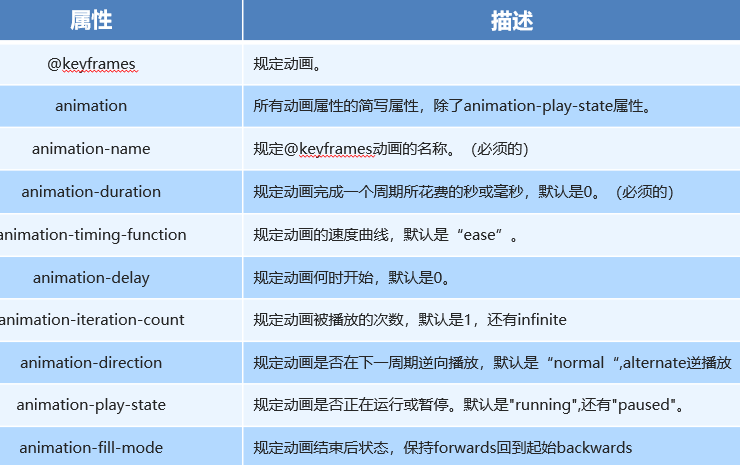 属性 描述
@keyframes 规定动画。
animation 所有动画属性的简写属性，除了animation-play-state属性。
animation-name 规定@keyframes动画的名称。（必须的）
animation-duration 规定动画完成一个周期所花费的秒或毫秒，默认是0。（必须的）
animation-timing-function 规定动画的速度曲线，默认是“ease”。
animation-delay 规定动画何时开始，默认是0。
animation-iteration-count 规定动画被播放的次数，默认是1，还有infinite
animation-direction 规定动画是否在下一周期逆向播放，默认是“normal“,alternate逆播放
animation-play-state 规定动画是否正在运行或暂停。默认是"running",还有"paused"。
animation-fill-mode 规定动画结束后状态，保持forwards回到起始backwards